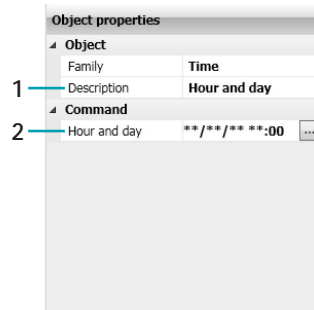 Object properties
Object
Family Time
1 Description Hour and day
Command
2 Hour and day **/**/** **:00 ...